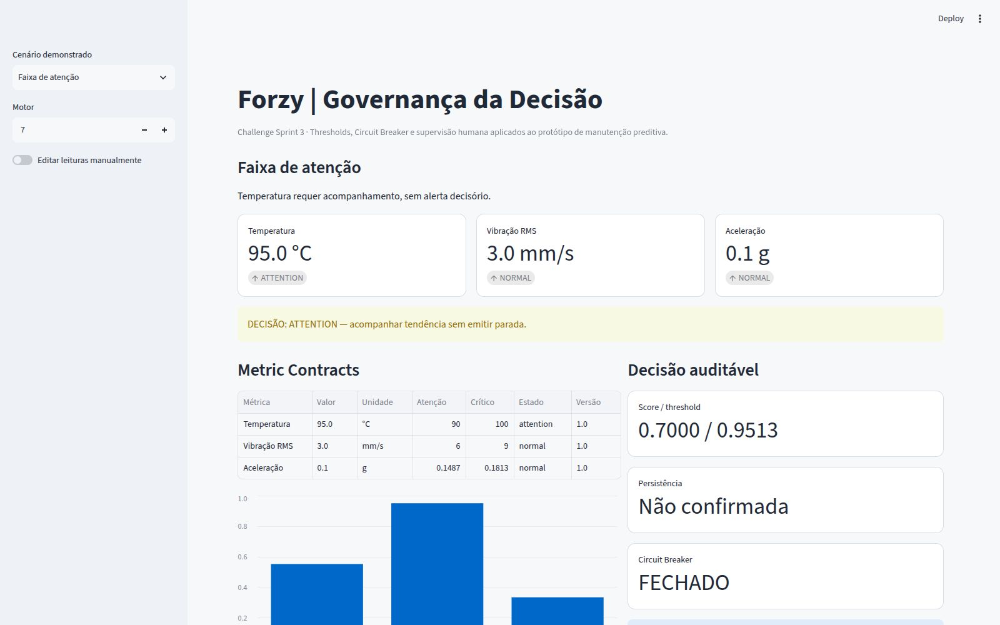 Deploy
Cenário demonstrado
Faixa de atenção
Motor
7
Editar leituras manualmente
Forzy | Governança da Decisão
Challenge Sprint 3 · Thresholds, Circuit Breaker e supervisão humana aplicados ao protótipo de manutenção preditiva.
Faixa de atenção
Temperatura requer acompanhamento, sem alerta decisório.
Temperatura
95.0 °C
↑ ATTENTION
Vibração RMS
3.0 mm/s
↑ NORMAL
Aceleração
0.1 g
↑ NORMAL
DECISÃO: ATTENTION — acompanhar tendência sem emitir parada.
Metric Contracts
Métrica Valor Unidade Atenção Crítico Estado Versão
Temperatura 95.0 °C 90 100 attention 1.0
Vibração RMS 3.0 mm/s 6 9 normal 1.0
Aceleração 0.1 g 0.1487 0.1813 normal 1.0
1.0
0.8
0.6
0.4
0.2
Decisão auditável
Score / threshold
0.7000 / 0.9513
Persistência
Não confirmada
Circuit Breaker
FECHADO